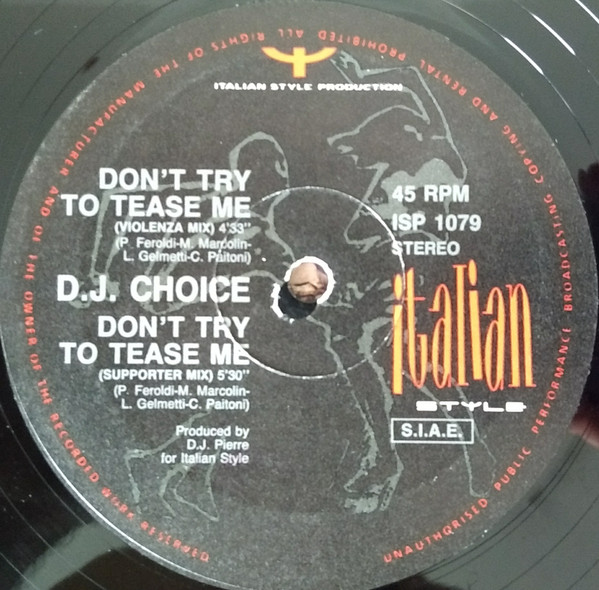 ITALIAN STYLE PRODUCTION
DON'T TRY
TO TEASE ME
(VIOLENZA MIX) 4'33"
(P. Feroldi-M. Marcolin-
L. Gelmetti-C. Paitoni)
D.J. CHOICE
DON'T TRY
TO TEASE ME
(SUPPORTER MIX) 5'30"
(P. Feroldi-M. Marcolin-
L. Gelmetti-C. Paitoni)
Produced by
D.J. Pierre
for Italian Style
45 RPM
ISP 1079
STEREO
italian
STYLE
S.I.A.E.
ALL RIGHTS OF THE MANUFACTURER AND OF THE OWNER OF THE RECORDED WORK RESERVED
UNAUTHORISED PUBLIC PERFORMANCE BROADCASTING COPYING AND RENTAL PROHIBITED